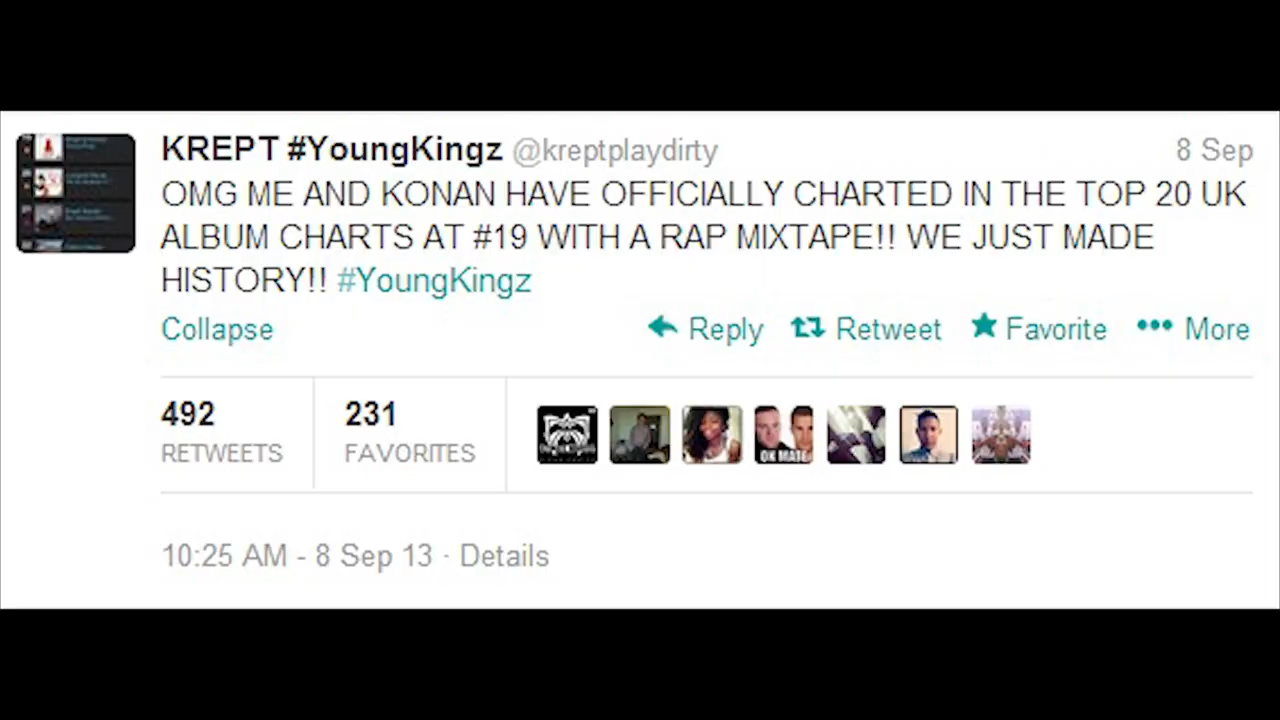 KREPT #YoungKingz @kreptplaydirty 8 Sep
OMG ME AND KONAN HAVE OFFICIALLY CHARTED IN THE TOP 20 UK
ALBUM CHARTS AT #19 WITH A RAP MIXTAPE!! WE JUST MADE
HISTORY!! #YoungKingz
Collapse Reply Retweet Favorite More
492 231
RETWEETS FAVORITES
OK MATE
10:25 AM - 8 Sep 13 · Details